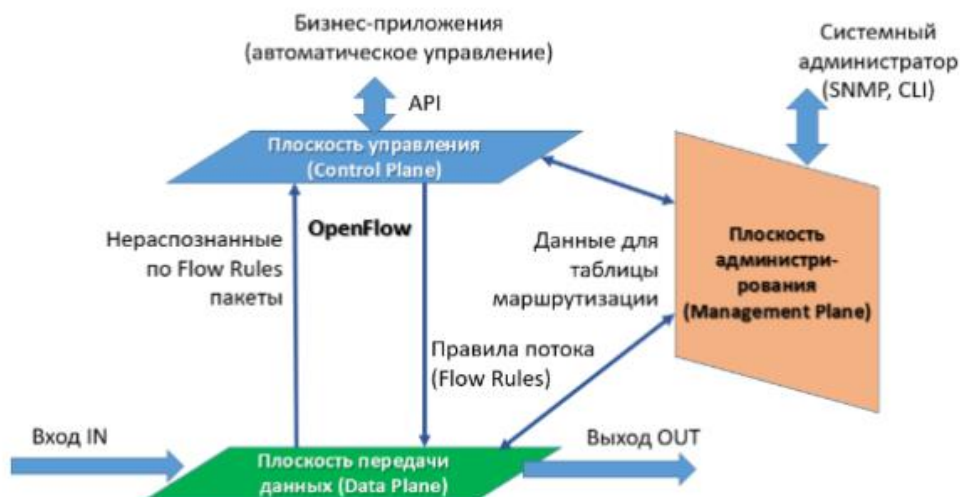 Бизнес-приложения
(автоматическое управление)
API
Системный
администратор
(SNMP, CLI)
Плоскость управления
(Control Plane)
OpenFlow
Нераспознанные
по Flow Rules
пакеты
Данные для
таблицы
маршрутизации
Плоскость
администри-
рования
(Management Plane)
Правила потока
(Flow Rules)
Вход IN
Выход OUT
Плоскость передачи
данных (Data Plane)